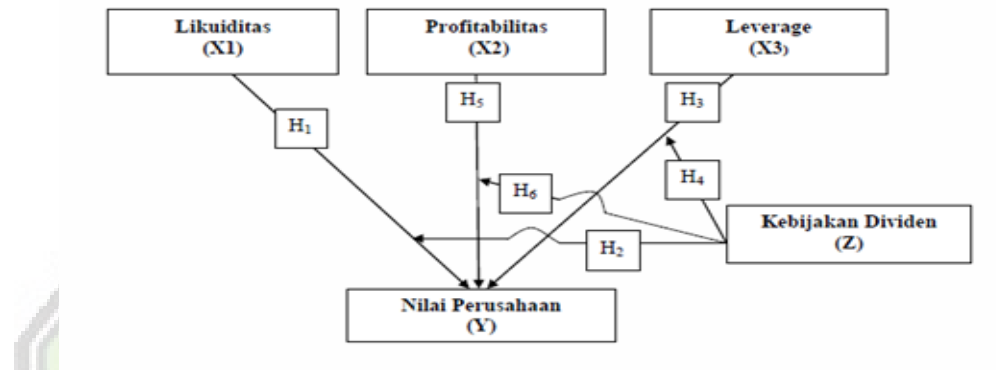 Likuiditas
(X1)
Profitabilitas
(X2)
Leverage
(X3)
H1
H5
H3
H6
H4
H2
Kebijakan Dividen
(Z)
Nilai Perusahaan
(Y)